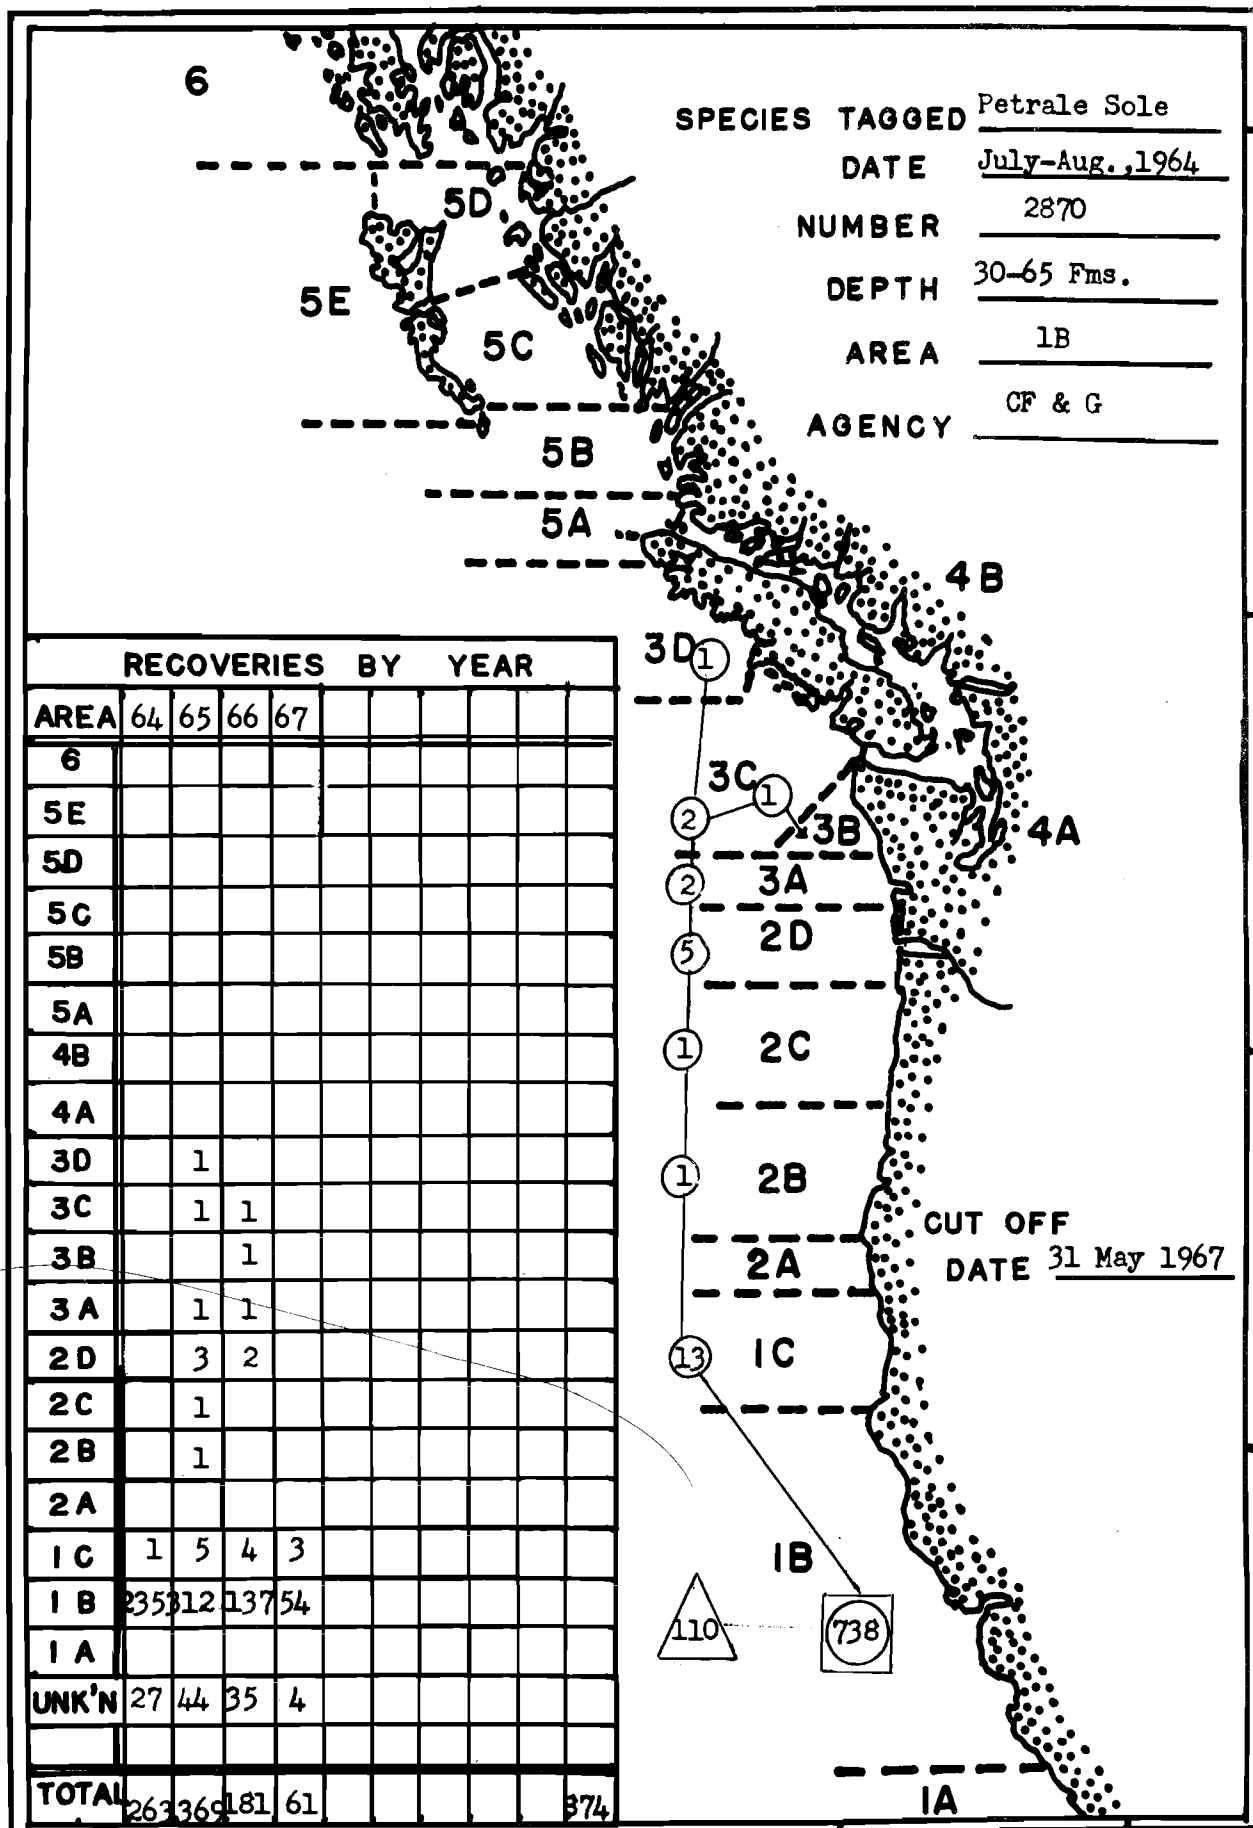 6
SPECIES TAGGED Petrale Sole
DATE July-Aug.,1964
5D
NUMBER 2870
DEPTH 30-65 Fms.
5E
5C
AREA 1B
AGENCY CF & G
5B
5A
4B
3D 1
3C 1
2
3B
4A
2
3A
5
2D
1
2C
1
2B
CUT OFF
DATE 31 May 1967
2A
13
1C
1B
110
738
1A
RECOVERIES BY YEAR
AREA 64 65 66 67
6
5E
5D
5C
5B
5A
4B
4A
3D 1
3C 1 1
3B 1
3A 1 1
2D 3 2
2C 1
2B 1
2A
1C 1 5 4 3
1B 235 312 137 54
1A
UNK'N 27 44 35 4
TOTAL 263 369 181 61 874